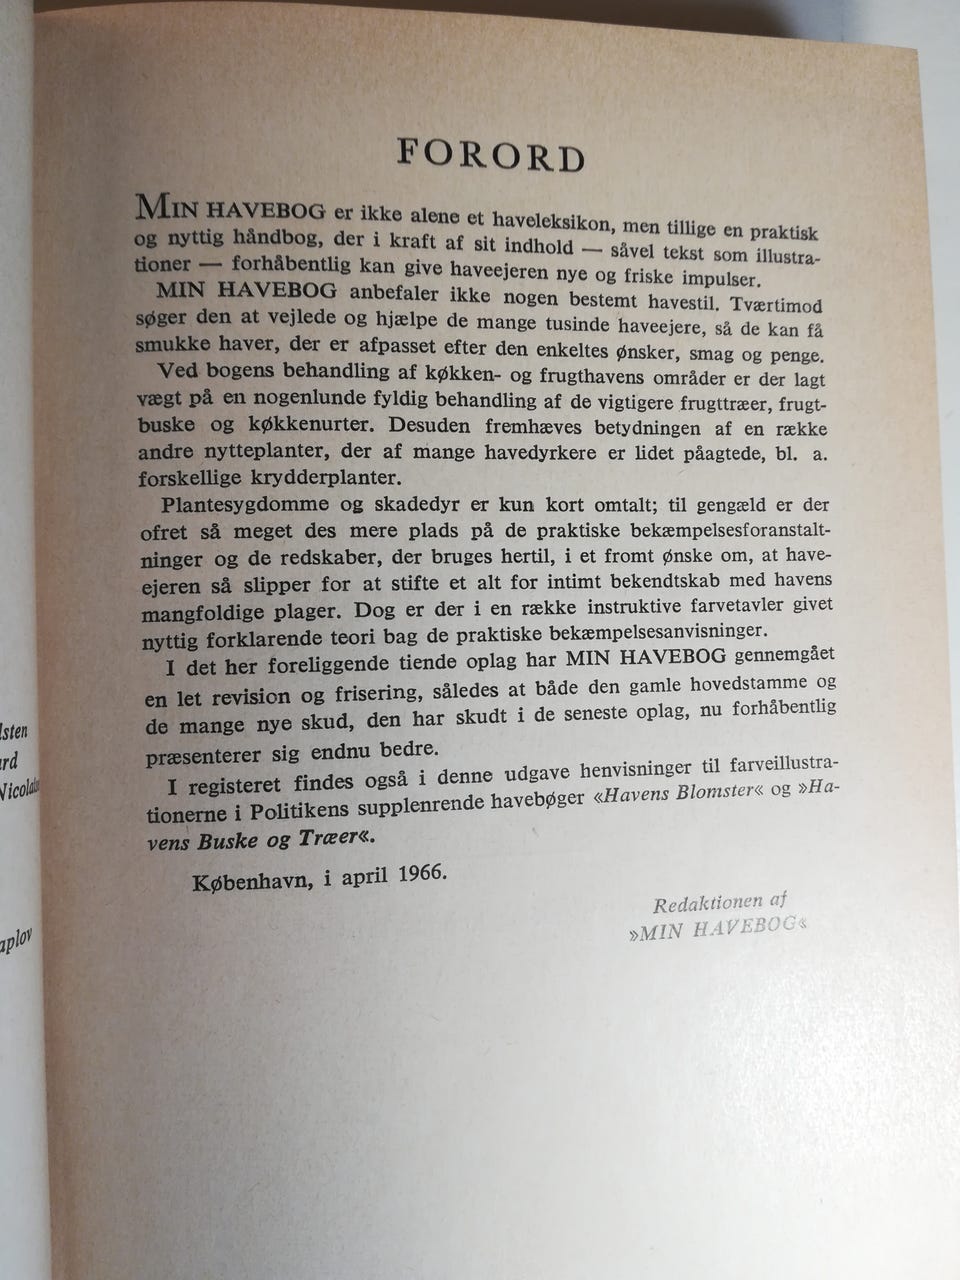 FORORD
MIN HAVEBOG er ikke alene et haveleksikon, men tillige en praktisk
og nyttig håndbog, der i kraft af sit indhold — såvel tekst som illustra-
tioner — forhåbentlig kan give haveejeren nye og friske impulser.
MIN HAVEBOG anbefaler ikke nogen bestemt havestil. Tværtimod
søger den at vejlede og hjælpe de mange tusinde haveejere, så de kan få
smukke haver, der er afpasset efter den enkeltes ønsker, smag og penge.
Ved bogens behandling af køkken- og frugthavens områder er der lagt
vægt på en nogenlunde fyldig behandling af de vigtigere frugttræer, frugt-
buske og køkkenurter. Desuden fremhæves betydningen af en række
andre nytteplanter, der af mange havedyrkere er lidet påagtede, bl. a.
forskellige krydderplanter.
Plantesygdomme og skadedyr er kun kort omtalt; til gengæld er der
ofret så meget des mere plads på de praktiske bekæmpelsesforanstalt-
ninger og de redskaber, der bruges hertil, i et fromt ønske om, at have-
ejeren så slipper for at stifte et alt for intimt bekendtskab med havens
mangfoldige plager. Dog er der i en række instruktive farvetavler givet
nyttig forklarende teori bag de praktiske bekæmpelsesanvisninger.
I det her foreliggende tiende oplag har MIN HAVEBOG gennemgået
en let revision og frisering, således at både den gamle hovedstamme og
de mange nye skud, den har skudt i de seneste oplag, nu forhåbentlig
præsenterer sig endnu bedre.
I registeret findes også i denne udgave henvisninger til farveillustra-
tionerne i Politikens supplenrende havebøger «Havens Blomster« og »Ha-
vens Buske og Træer«.
København, i april 1966.
Redaktionen af
»MIN HAVEBOG«